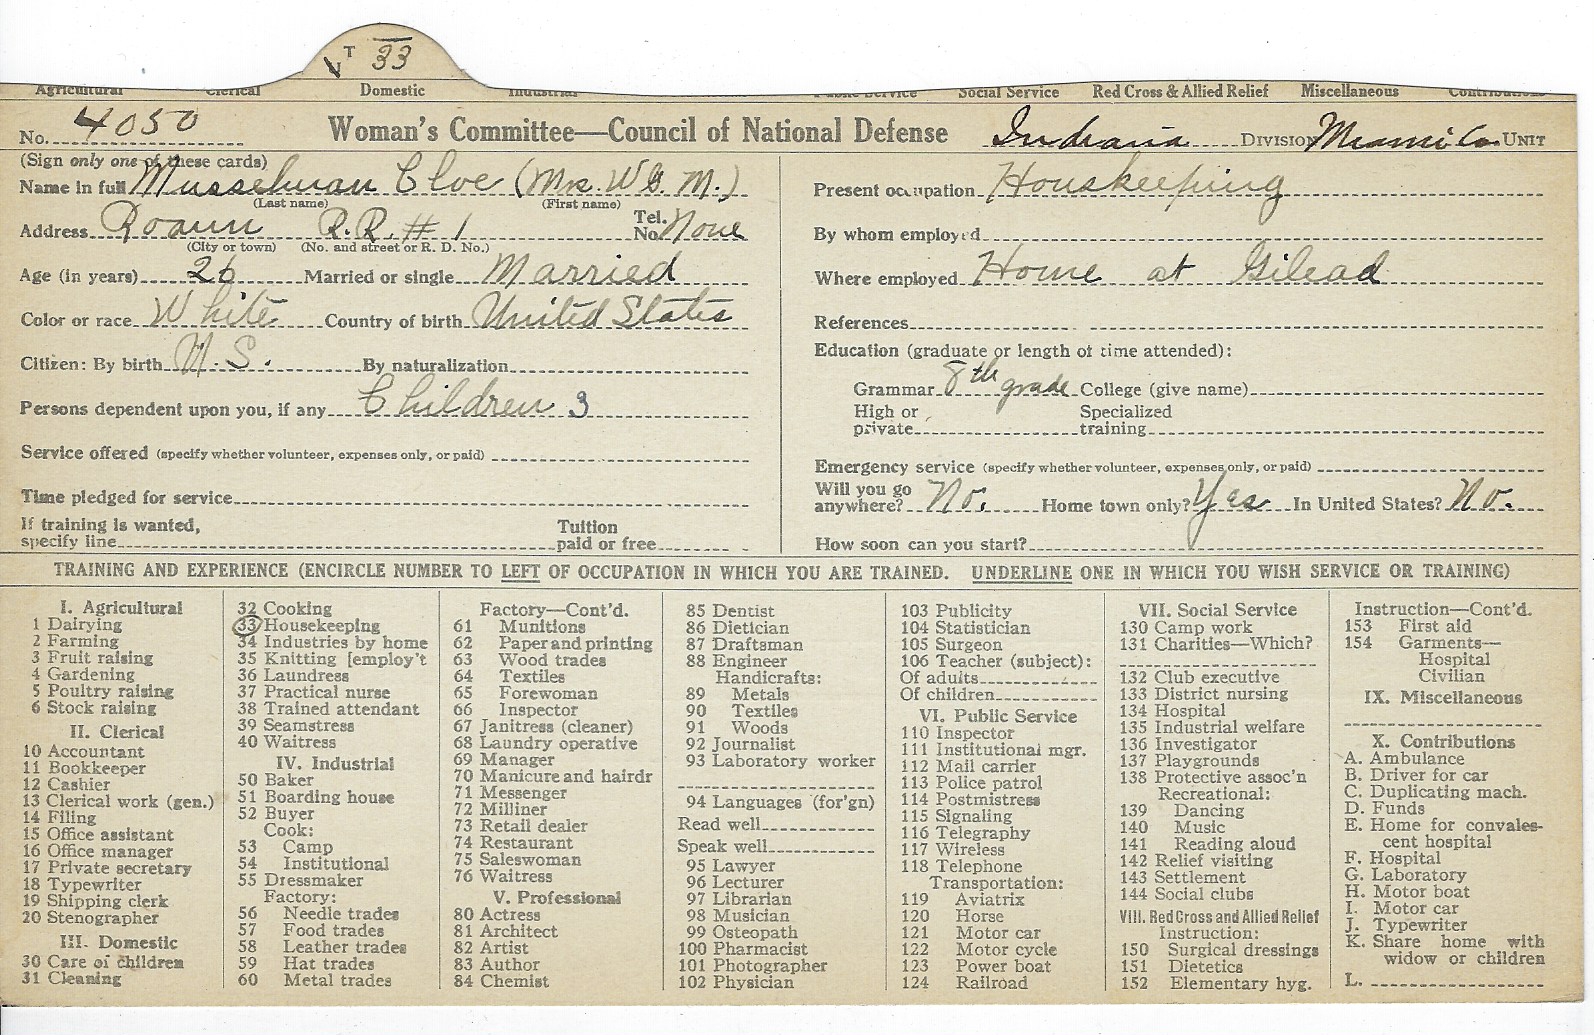 T 33
Agricultural Clerical Domestic Industrial Public Service Social Service Red Cross & Allied Relief Miscellaneous Contributions
No. 4050 Woman's Committee—Council of National Defense Indiana DIVISION Miami Co. UNIT
(Sign only one of these cards)
Name in full Musselman Cloe (Mrs. W G. M.)
(Last name) (First name)
Address Roann R.R. # 1 Tel. No. None
(City or town) (No. and street or R. D. No.)
Age (in years) 26 Married or single Married
Color or race White Country of birth United States
Citizen: By birth U.S. By naturalization
Persons dependent upon you, if any Children 3
Service offered (specify whether volunteer, expenses only, or paid)
Time pledged for service
If training is wanted,
specify line Tuition paid or free
Present occupation Houskeeping
By whom employed
Where employed Home at Gilead
References
Education (graduate or length of time attended):
Grammar 8th grade College (give name)
High or private Specialized training
Emergency service (specify whether volunteer, expenses only, or paid)
Will you go anywhere? No. Home town only? Yes In United States? No.
How soon can you start?
TRAINING AND EXPERIENCE (ENCIRCLE NUMBER TO LEFT OF OCCUPATION IN WHICH YOU ARE TRAINED. UNDERLINE ONE IN WHICH YOU WISH SERVICE OR TRAINING)
I. Agricultural
1 Dairying
2 Farming
3 Fruit raising
4 Gardening
5 Poultry raising
6 Stock raising
II. Clerical
10 Accountant
11 Bookkeeper
12 Cashier
13 Clerical work (gen.)
14 Filing
15 Office assistant
16 Office manager
17 Private secretary
18 Typewriter
19 Shipping clerk
20 Stenographer
III. Domestic
30 Care of children
31 Cleaning
32 Cooking
33 Housekeeping
34 Industries by home
35 Knitting [employ't
36 Laundress
37 Practical nurse
38 Trained attendant
39 Seamstress
40 Waitress
IV. Industrial
50 Baker
51 Boarding house
52 Buyer
Cook:
53 Camp
54 Institutional
55 Dressmaker
Factory:
56 Needle trades
57 Food trades
58 Leather trades
59 Hat trades
60 Metal trades
Factory—Cont'd.
61 Munitions
62 Paper and printing
63 Wood trades
64 Textiles
65 Forewoman
66 Inspector
67 Janitress (cleaner)
68 Laundry operative
69 Manager
70 Manicure and hairdr
71 Messenger
72 Milliner
73 Retail dealer
74 Restaurant
75 Saleswoman
76 Waitress
V. Professional
80 Actress
81 Architect
82 Artist
83 Author
84 Chemist
85 Dentist
86 Dietician
87 Draftsman
88 Engineer
Handicrafts:
89 Metals
90 Textiles
91 Woods
92 Journalist
93 Laboratory worker
94 Languages (for'gn)
Read well
Speak well
95 Lawyer
96 Lecturer
97 Librarian
98 Musician
99 Osteopath
100 Pharmacist
101 Photographer
102 Physician
103 Publicity
104 Statistician
105 Surgeon
106 Teacher (subject):
Of adults
Of children
VI. Public Service
110 Inspector
111 Institutional mgr.
112 Mail carrier
113 Police patrol
114 Postmistress
115 Signaling
116 Telegraphy
117 Wireless
118 Telephone
Transportation:
119 Aviatrix
120 Horse
121 Motor car
122 Motor cycle
123 Power boat
124 Railroad
VII. Social Service
130 Camp work
131 Charities—Which?
132 Club executive
133 District nursing
134 Hospital
135 Industrial welfare
136 Investigator
137 Playgrounds
138 Protective assoc'n
Recreational:
139 Dancing
140 Music
141 Reading aloud
142 Relief visiting
143 Settlement
144 Social clubs
VIII. Red Cross and Allied Relief
Instruction:
150 Surgical dressings
151 Dietetics
152 Elementary hyg.
Instruction—Cont'd.
153 First aid
154 Garments—
Hospital
Civilian
IX. Miscellaneous
X. Contributions
A. Ambulance
B. Driver for car
C. Duplicating mach.
D. Funds
E. Home for convales-
cent hospital
F. Hospital
G. Laboratory
H. Motor boat
I. Motor car
J. Typewriter
K. Share home with
widow or children
L.